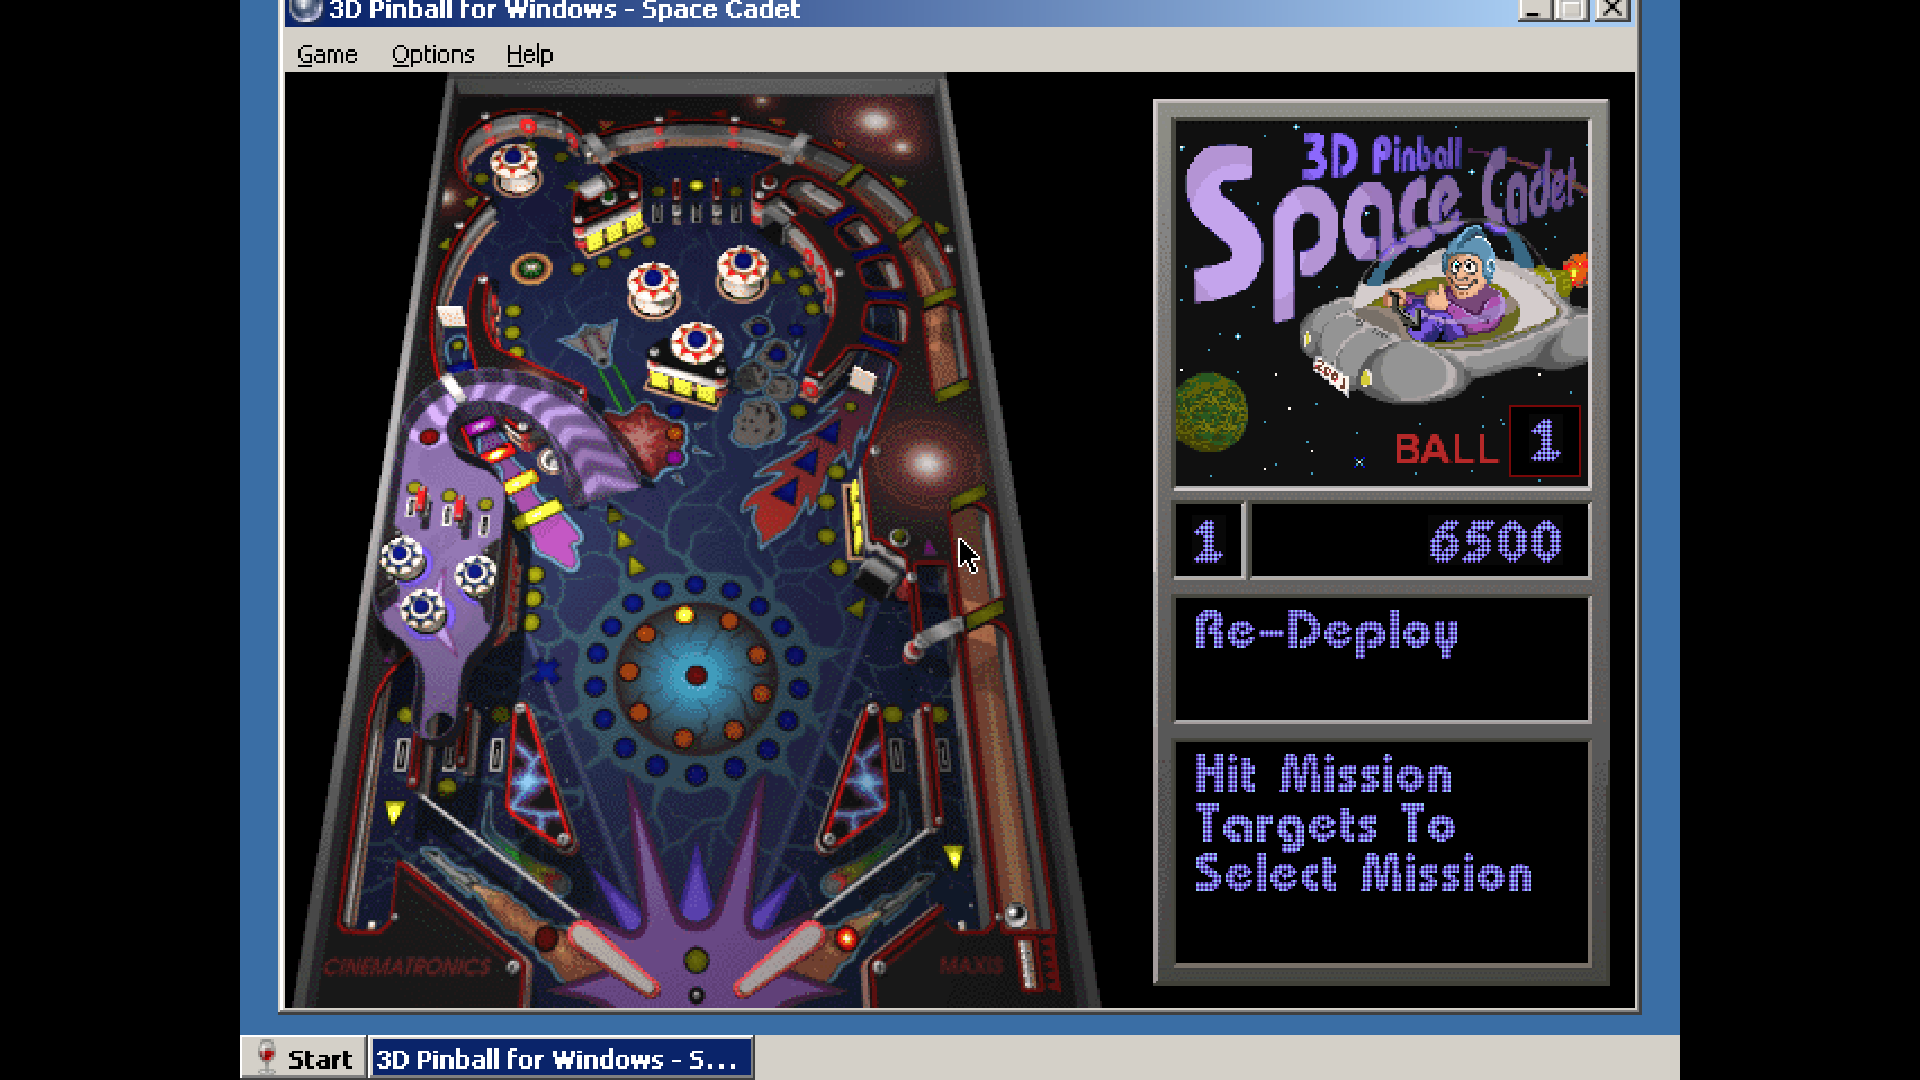 3D Pinball for Windows - Space Cadet
Game Options Help
3D Pinball
Space Cadet
BALL 1
1 6500
Re-Deploy
Hit Mission
Targets To
Select Mission
CINEMATRONICS
MAXIS
Start 3D Pinball for Windows - S...